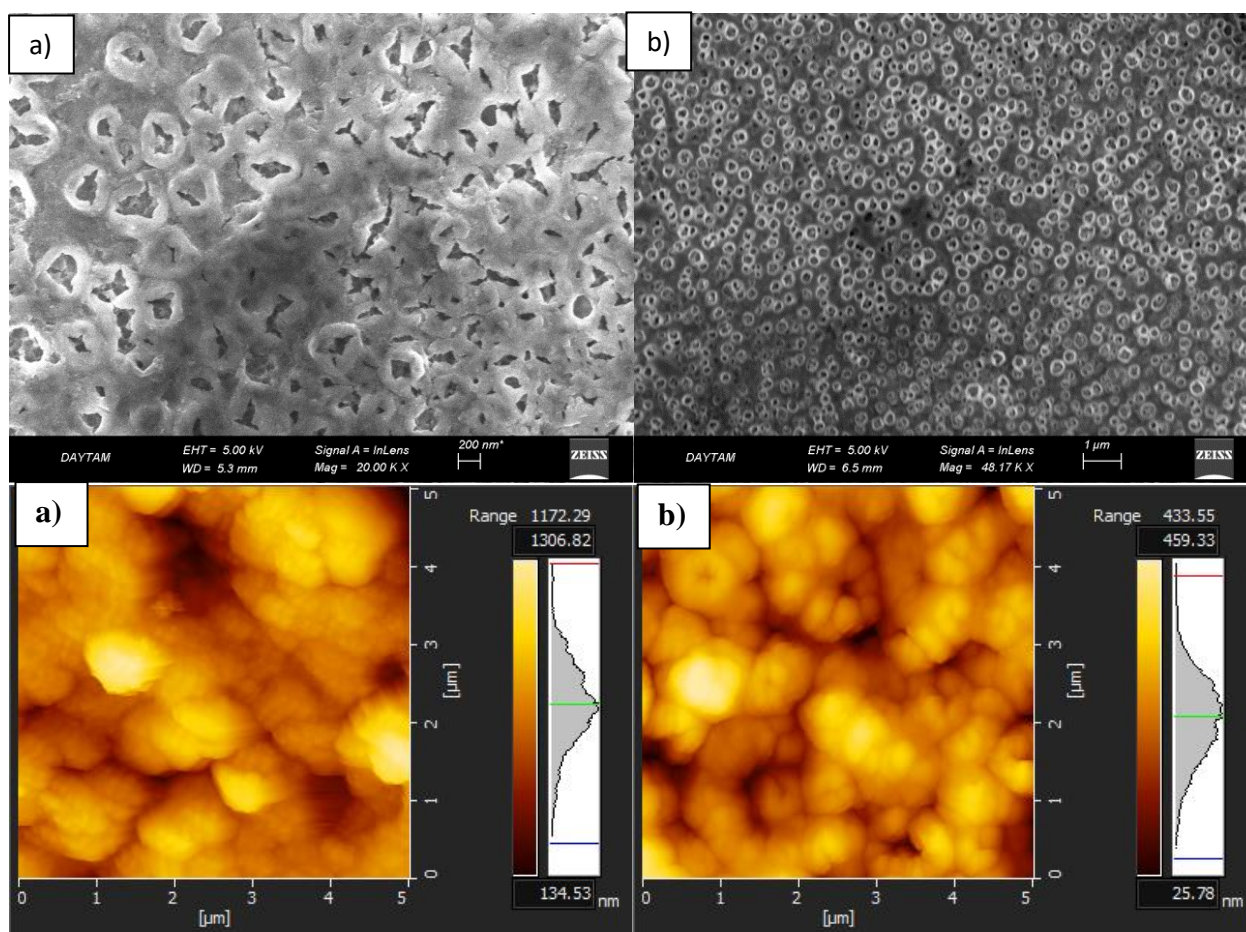 a)
b)
DAYTAM
EHT = 5.00 kV
WD = 5.3 mm
Signal A = InLens
Mag = 20.00 K X
200 nm*
ZEISS
DAYTAM
EHT = 5.00 kV
WD = 6.5 mm
Signal A = InLens
Mag = 48.17 K X
1 µm
ZEISS
a)
Range 1172.29
1306.82
134.53 nm
0 1 2 3 4 5
[µm]
0 1 2 3 4 5
[µm]
b)
Range 433.55
459.33
25.78 nm
0 1 2 3 4 5
[µm]
0 1 2 3 4 5
[µm]